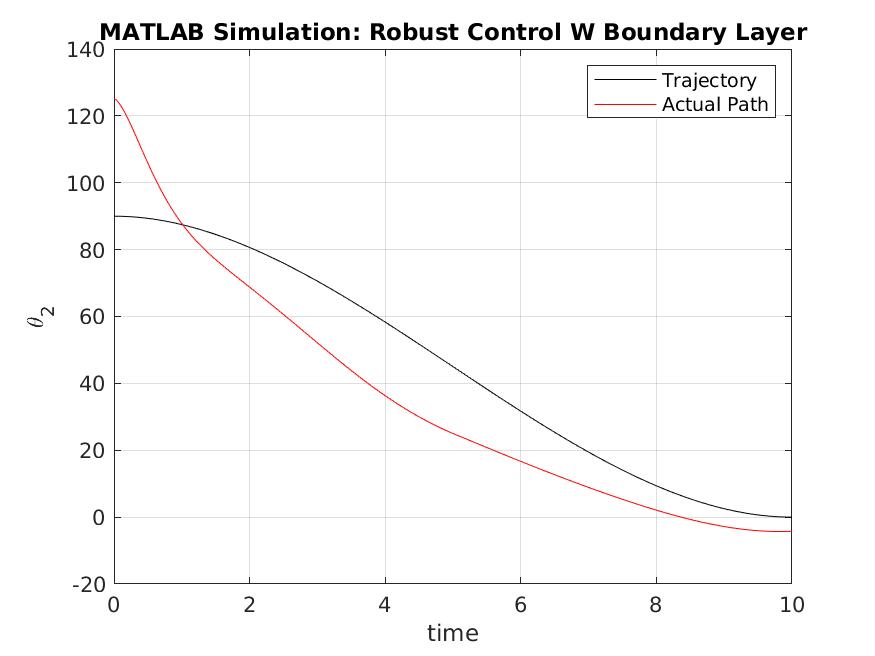 MATLAB Simulation: Robust Control W Boundary Layer
140
120
100
80
60
40
20
0
-20
θ2
Trajectory
Actual Path
0 2 4 6 8 10
time